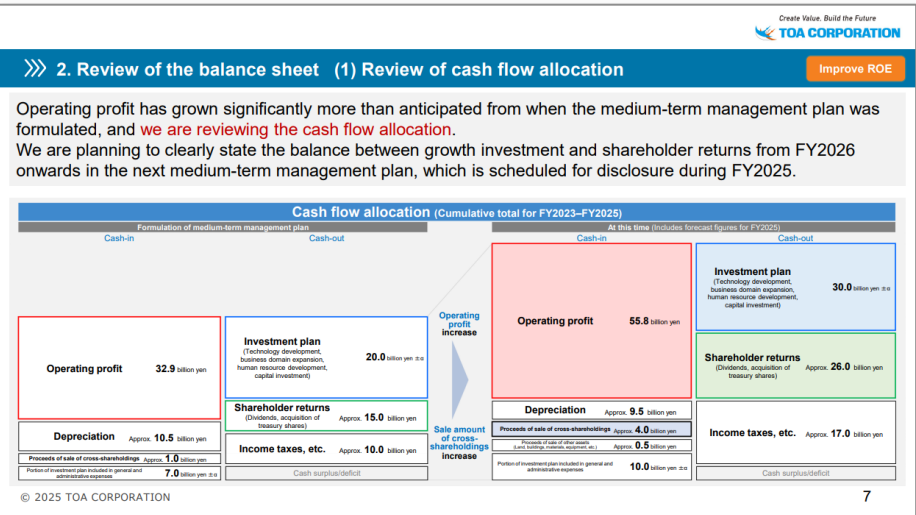 Create Value, Build the Future
TOA CORPORATION
2. Review of the balance sheet (1) Review of cash flow allocation
Improve ROE
Operating profit has grown significantly more than anticipated from when the medium-term management plan was
formulated, and we are reviewing the cash flow allocation.
We are planning to clearly state the balance between growth investment and shareholder returns from FY2026
onwards in the next medium-term management plan, which is scheduled for disclosure during FY2025.
Cash flow allocation (Cumulative total for FY2023–FY2025)
Formulation of medium-term management plan
Cash-in
Cash-out
Operating profit 32.9 billion yen
Depreciation Approx. 10.5 billion yen
Proceeds of sale of cross-shareholdings Approx. 1.0 billion yen
Portion of investment plan included in general and
administrative expenses 7.0 billion yen ±α
Investment plan
(Technology development,
business domain expansion,
human resource development,
capital investment)
20.0 billion yen ±α
Shareholder returns
(Dividends, acquisition of
treasury shares)
Approx. 15.0 billion yen
Income taxes, etc. Approx. 10.0 billion yen
Cash surplus/deficit
Operating
profit
increase
Sale amount
of cross-
shareholdings
increase
At this time (Includes forecast figures for FY2025)
Cash-in
Cash-out
Operating profit 55.8 billion yen
Depreciation Approx. 9.5 billion yen
Proceeds of sale of cross-shareholdings Approx. 4.0 billion yen
Proceeds of sale of other assets
(Land, buildings, materials, equipment, etc.)
Approx. 0.5 billion yen
Portion of investment plan included in general and
administrative expenses
10.0 billion yen ±α
Investment plan
(Technology development,
business domain expansion,
human resource development,
capital investment)
30.0 billion yen ±α
Shareholder returns
(Dividends, acquisition of
treasury shares)
Approx. 26.0 billion yen
Income taxes, etc. Approx. 17.0 billion yen
Cash surplus/deficit
© 2025 TOA CORPORATION
7